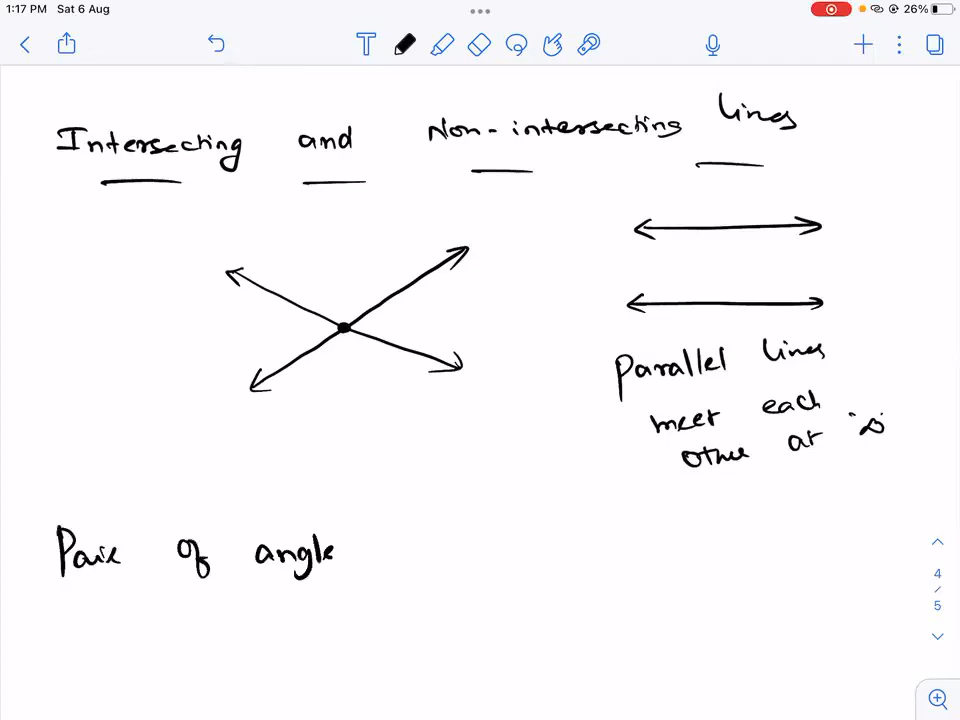 1:17 PM Sat 6 Aug 26%
T
Intersecting and Non-intersecting lines
Parallel lines
meet each
other at ∞
Pair of angle
4
/
5